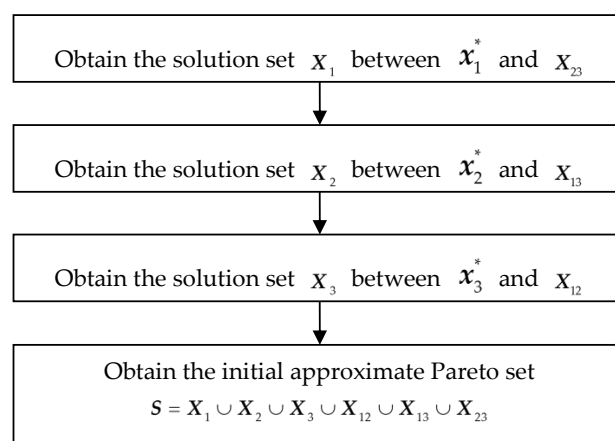 Obtain the solution set X₁ between x₁* and X₂₃
Obtain the solution set X₂ between x₂* and X₁₃
Obtain the solution set X₃ between x₃* and X₁₂
Obtain the initial approximate Pareto set
S = X₁ ∪ X₂ ∪ X₃ ∪ X₁₂ ∪ X₁₃ ∪ X₂₃